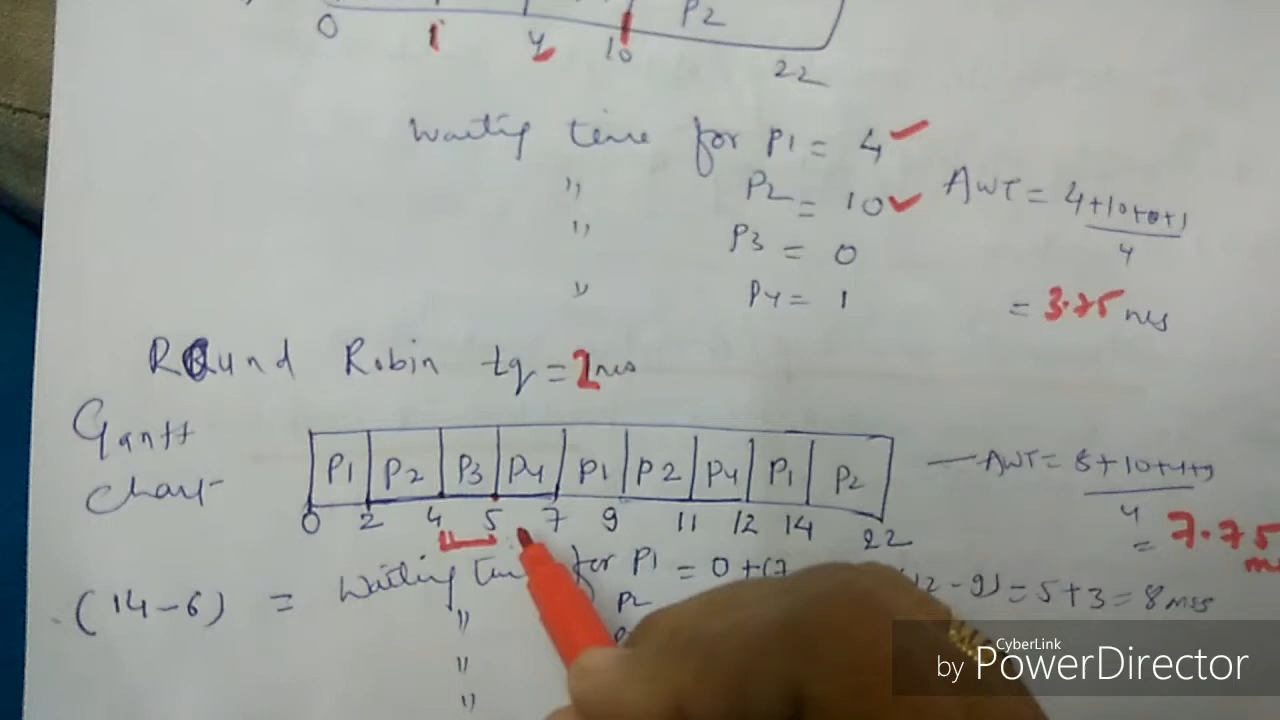 P2
0 1 4 10 22
Waiting time for P1 = 4
" P2 = 10
" P3 = 0
" P4 = 1
AWT = 4+10+0+1
4
= 3.75 ms
Round Robin tq = 2ms
Gantt chart
P1 P2 P3 P4 P1 P2 P4 P1 P2
0 2 4 5 7 9 11 12 14 22
AWT = 8+10+4+9
4
= 7.75 ms
(14-6) = Waiting for P1 = 0+(7 12-9) = 5+3 = 8 ms
" P2
"
"
CyberLink
by PowerDirector